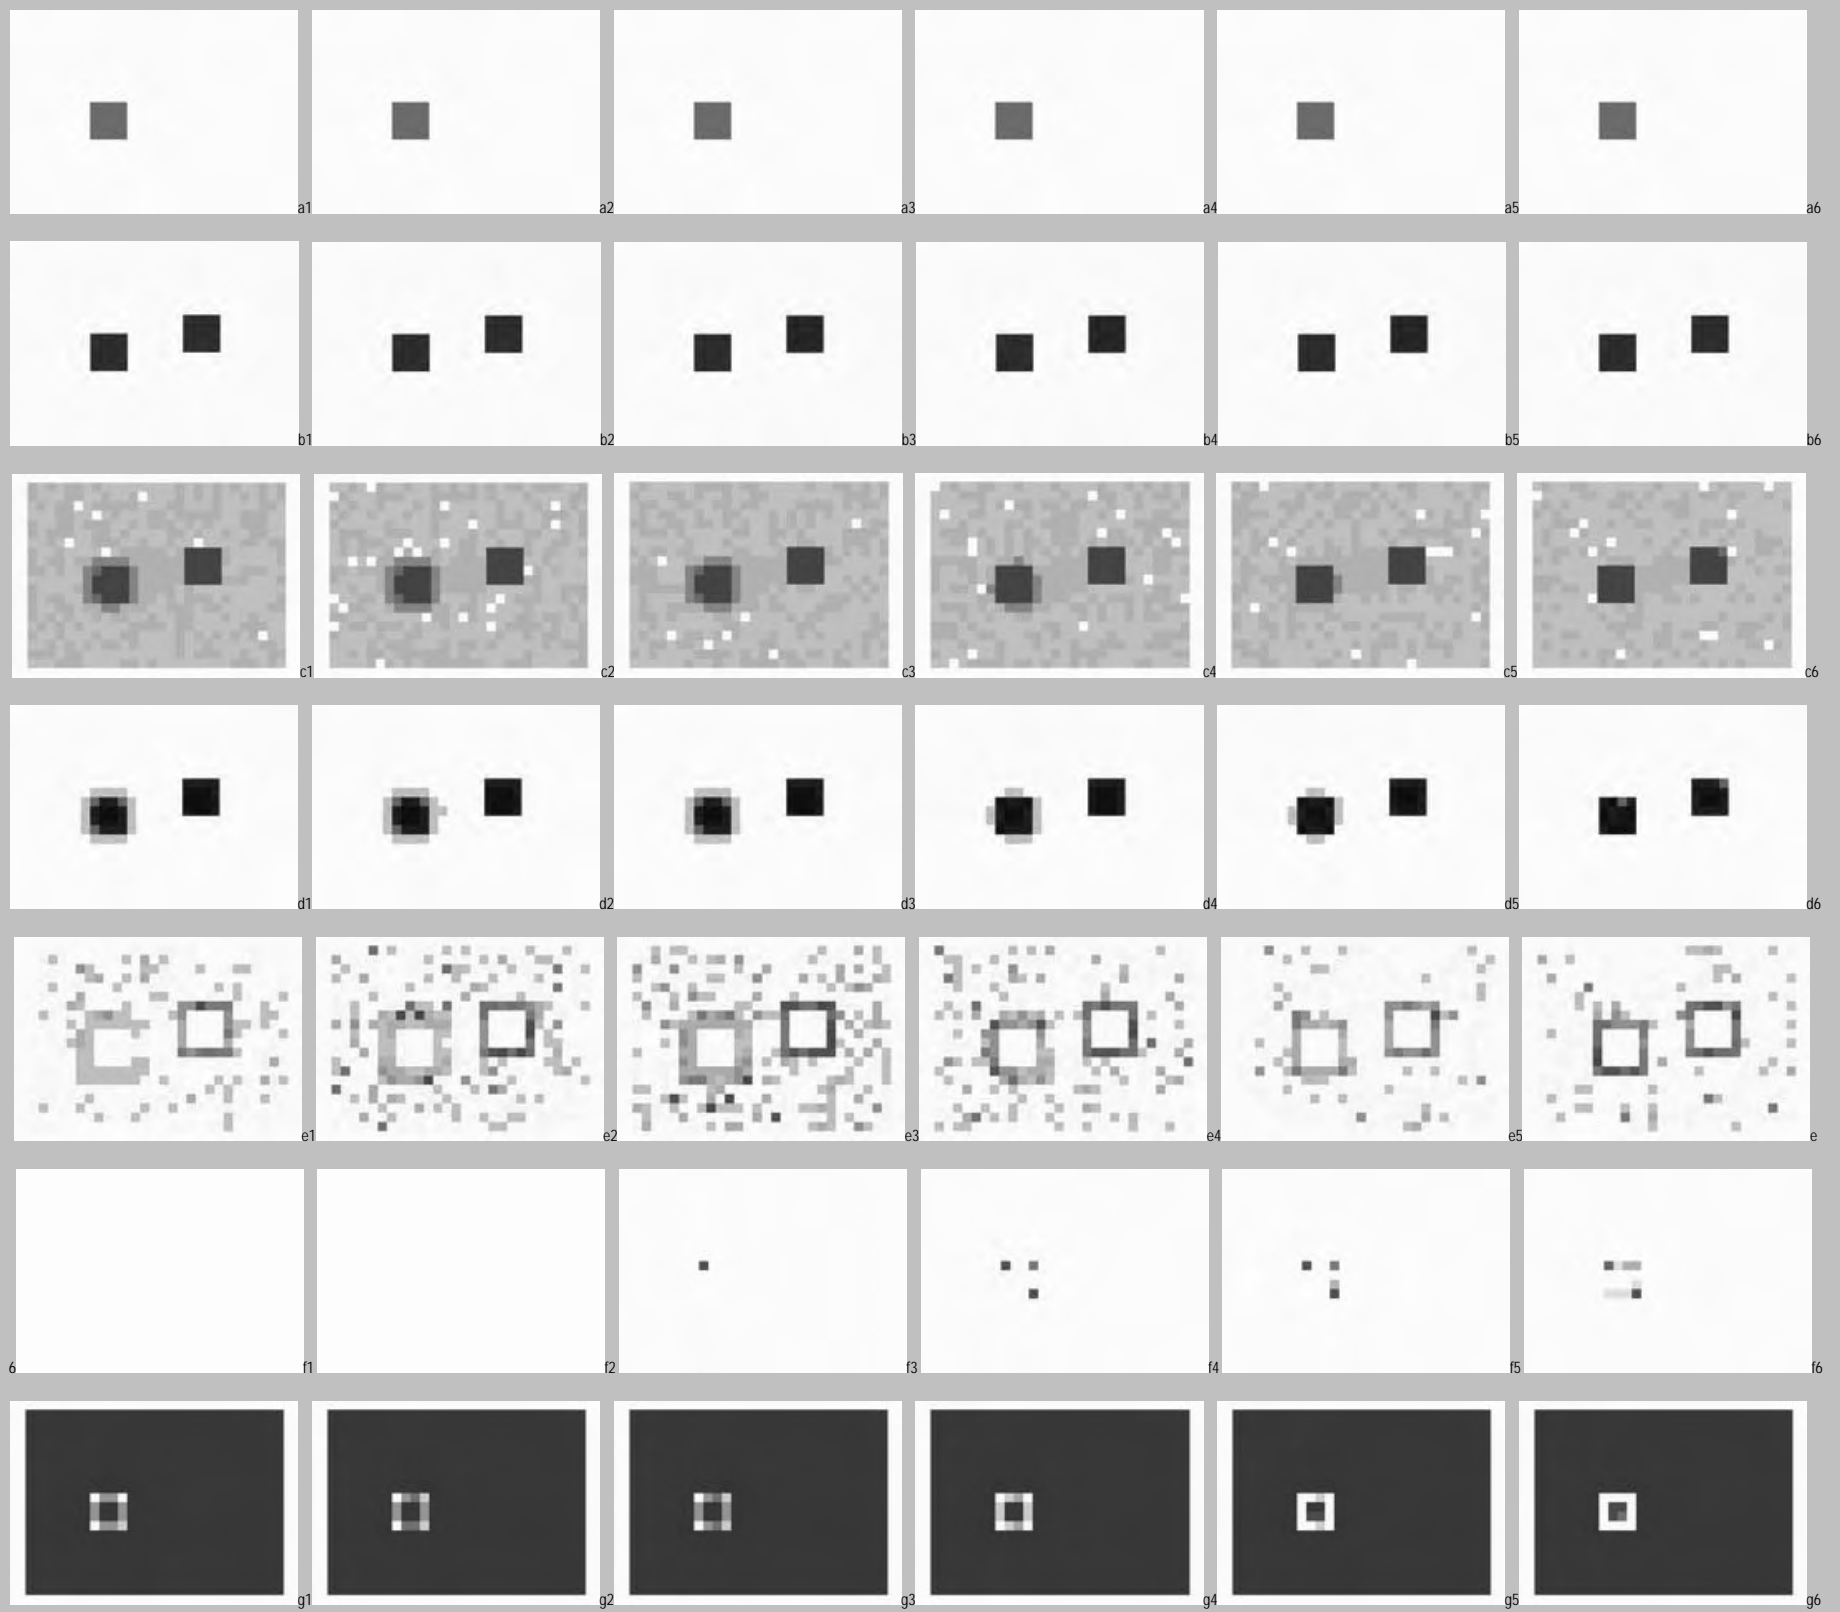 a1 a2 a3 a4 a5 a6
b1 b2 b3 b4 b5 b6
c1 c2 c3 c4 c5 c6
d1 d2 d3 d4 d5 d6
e1 e2 e3 e4 e5 e
6 f1 f2 f3 f4 f5 f6
g1 g2 g3 g4 g5 g6